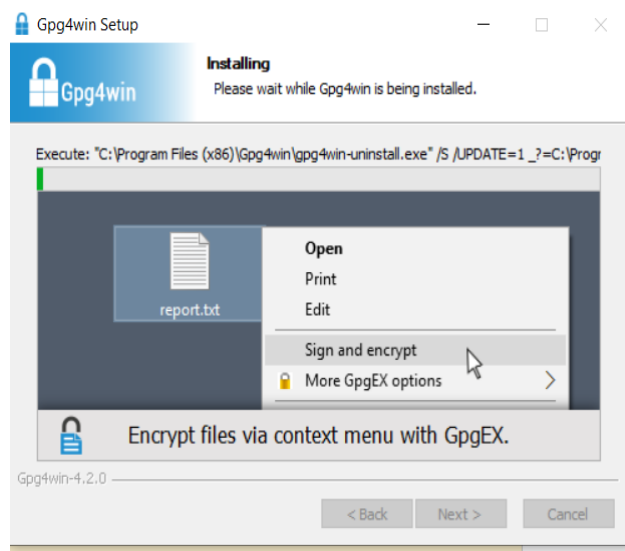 Gpg4win Setup
Gpg4win
Installing
Please wait while Gpg4win is being installed.
Execute: "C:\Program Files (x86)\Gpg4win\gpg4win-uninstall.exe" /S /UPDATE=1 _?=C:\Progr
report.txt
Open
Print
Edit
Sign and encrypt
More GpgEX options
Encrypt files via context menu with GpgEX.
Gpg4win-4.2.0
< Back
Next >
Cancel